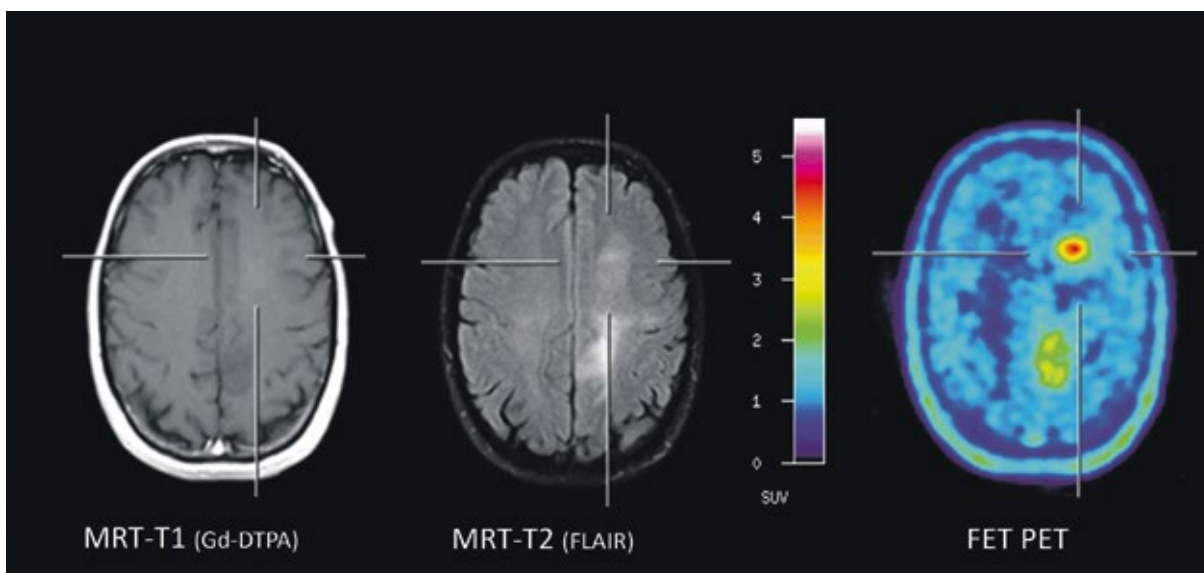 5
4
3
2
1
0
SUV
MRT-T1 (Gd-DTPA)
MRT-T2 (FLAIR)
FET PET